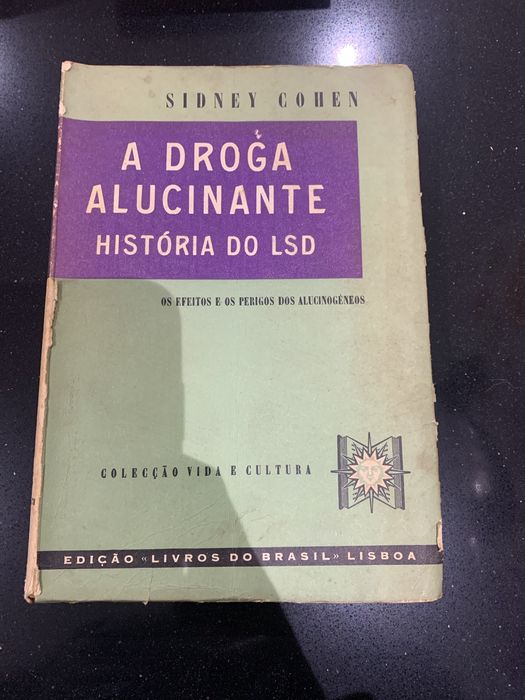 SIDNEY COHEN
A DROGA
ALUCINANTE
HISTÓRIA DO LSD
OS EFEITOS E OS PERIGOS DOS ALUCINOGÉNEOS
COLECÇÃO VIDA E CULTURA
EDIÇÃO «LIVROS DO BRASIL» LISBOA